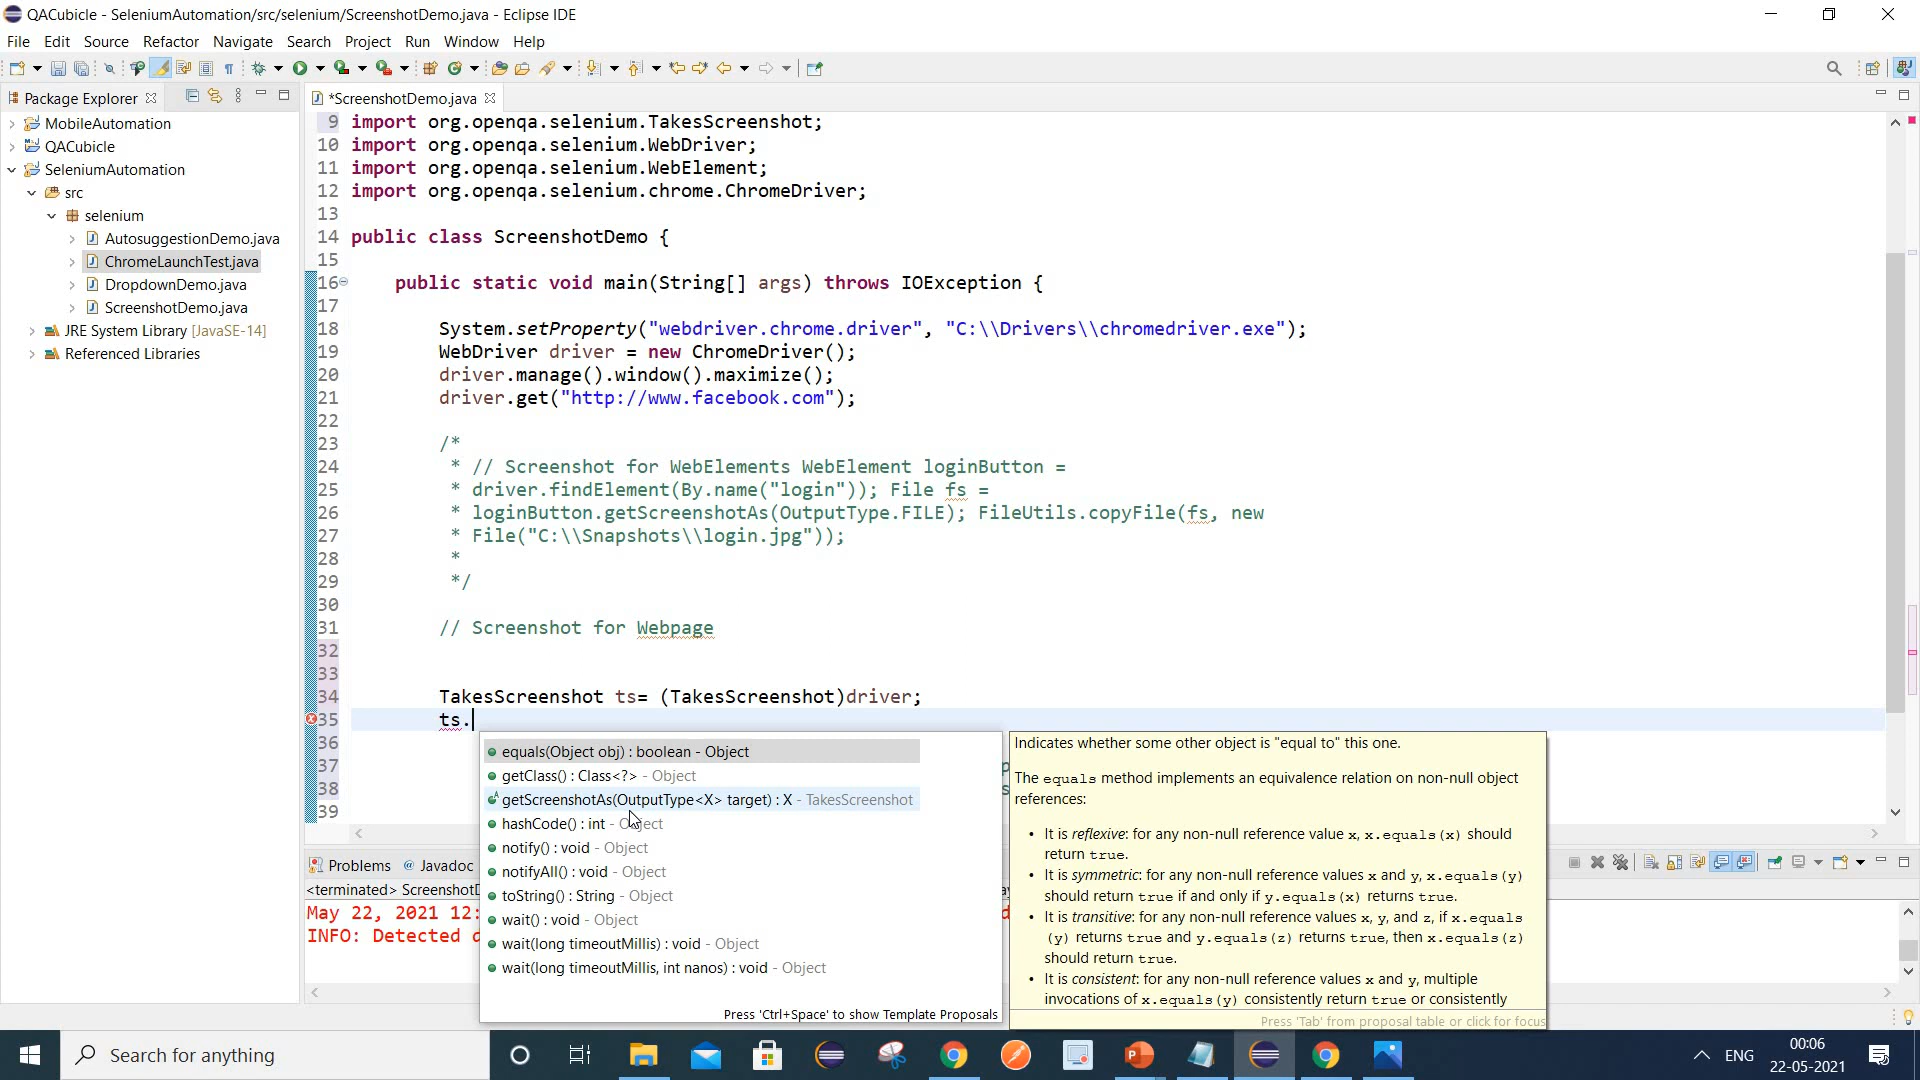 QACubicle - SeleniumAutomation/src/selenium/ScreenshotDemo.java - Eclipse IDE
File Edit Source Refactor Navigate Search Project Run Window Help
Package Explorer
*ScreenshotDemo.java
MobileAutomation
QACubicle
SeleniumAutomation
src
selenium
AutosuggestionDemo.java
ChromeLaunchTest.java
DropdownDemo.java
ScreenshotDemo.java
JRE System Library [JavaSE-14]
Referenced Libraries
9 import org.openqa.selenium.TakesScreenshot;
10 import org.openqa.selenium.WebDriver;
11 import org.openqa.selenium.WebElement;
12 import org.openqa.selenium.chrome.ChromeDriver;
13
14 public class ScreenshotDemo {
15
16 public static void main(String[] args) throws IOException {
17
18 System.setProperty("webdriver.chrome.driver", "C:\\Drivers\\chromedriver.exe");
19 WebDriver driver = new ChromeDriver();
20 driver.manage().window().maximize();
21 driver.get("http://www.facebook.com");
22
23 /*
24 * // Screenshot for WebElements WebElement loginButton =
25 * driver.findElement(By.name("login")); File fs =
26 * loginButton.getScreenshotAs(OutputType.FILE); FileUtils.copyFile(fs, new
27 * File("C:\\Snapshots\\login.jpg"));
28 *
29 */
30
31 // Screenshot for Webpage
32
33
34 TakesScreenshot ts= (TakesScreenshot)driver;
35 ts.
36
37
38
39
equals(Object obj) : boolean - Object
getClass() : Class<?> - Object
getScreenshotAs(OutputType<X> target) : X - TakesScreenshot
hashCode() : int - Object
notify() : void - Object
notifyAll() : void - Object
toString() : String - Object
wait() : void - Object
wait(long timeoutMillis) : void - Object
wait(long timeoutMillis, int nanos) : void - Object
Press 'Ctrl+Space' to show Template Proposals
Indicates whether some other object is "equal to" this one.
The equals method implements an equivalence relation on non-null object
references:
• It is reflexive: for any non-null reference value x, x.equals(x) should
return true.
• It is symmetric: for any non-null reference values x and y, x.equals(y)
should return true if and only if y.equals(x) returns true.
• It is transitive: for any non-null reference values x, y, and z, if x.equals
(y) returns true and y.equals(z) returns true, then x.equals(z)
should return true.
• It is consistent: for any non-null reference values x and y, multiple
invocations of x.equals(y) consistently return true or consistently
Press 'Tab' from proposal table or click for focus
Problems @ Javadoc
<terminated> Screenshot
May 22, 2021 12:
INFO: Detected
Search for anything
ENG
00:06
22-05-2021